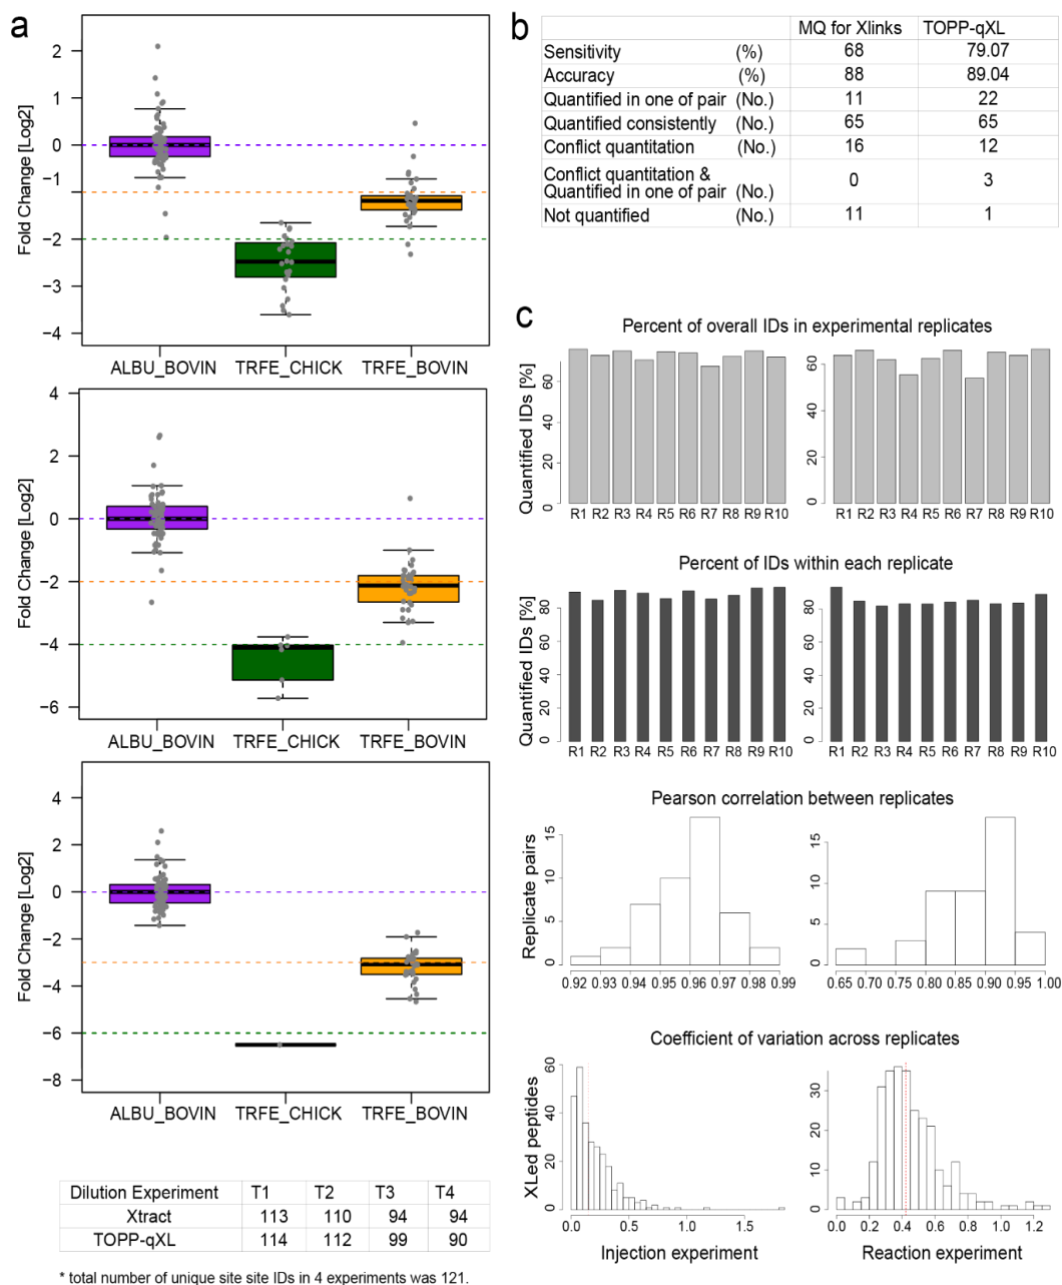 a
Fold Change [Log2]
2
1
0
−1
−2
−3
−4
ALBU_BOVIN TRFE_CHICK TRFE_BOVIN
Fold Change [Log2]
4
2
0
−2
−4
−6
ALBU_BOVIN TRFE_CHICK TRFE_BOVIN
Fold Change [Log2]
4
2
0
−2
−4
−6
−8
ALBU_BOVIN TRFE_CHICK TRFE_BOVIN
Dilution Experiment T1 T2 T3 T4
Xtract 113 110 94 94
TOPP-qXL 114 112 99 90
* total number of unique site site IDs in 4 experiments was 121.
b
MQ for Xlinks TOPP-qXL
Sensitivity (%) 68 79.07
Accuracy (%) 88 89.04
Quantified in one of pair (No.) 11 22
Quantified consistently (No.) 65 65
Conflict quantitation (No.) 16 12
Conflict quantitation &
Quantified in one of pair (No.) 0 3
Not quantified (No.) 11 1
c
Percent of overall IDs in experimental replicates
Quantified IDs [%]
0 20 40 60
R1 R2 R3 R4 R5 R6 R7 R8 R9 R10
0 20 40 60
R1 R2 R3 R4 R5 R6 R7 R8 R9 R10
Percent of IDs within each replicate
Quantified IDs [%]
0 20 40 60 80
R1 R2 R3 R4 R5 R6 R7 R8 R9 R10
0 20 40 60 80
R1 R2 R3 R4 R5 R6 R7 R8 R9 R10
Pearson correlation between replicates
Replicate pairs
0 5 10 15
0.92 0.93 0.94 0.95 0.96 0.97 0.98 0.99
0 5 10 15
0.65 0.70 0.75 0.80 0.85 0.90 0.95 1.00
Coefficient of variation across replicates
XLed peptides
0 20 40 60
0.0 0.5 1.0 1.5
Injection experiment
0 10 20 30
0.0 0.2 0.4 0.6 0.8 1.0 1.2
Reaction experiment